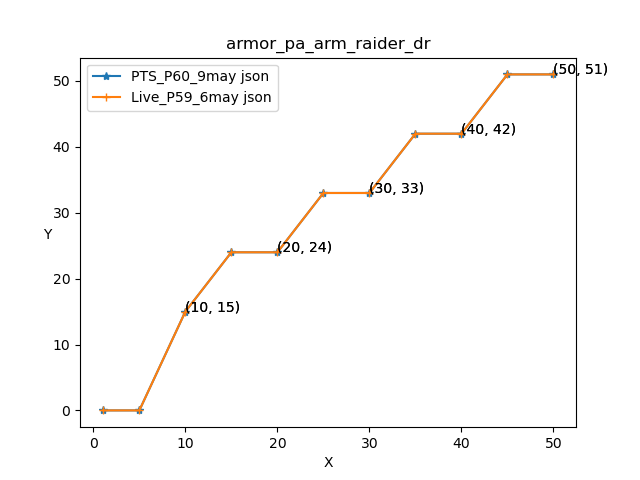 armor_pa_arm_raider_dr
PTS_P60_9may json
Live_P59_6may json
(50, 51)
(40, 42)
(30, 33)
(20, 24)
(10, 15)
50
40
30
20
10
0
Y
0 10 20 30 40 50
X